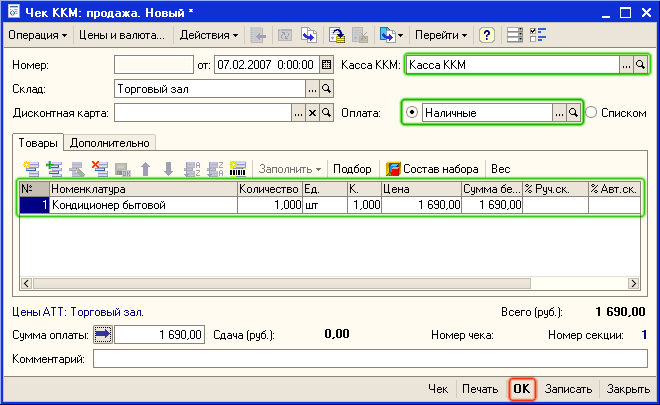 Чек ККМ: продажа. Новый *
Операция Цены и валюта... Действия Перейти ?
Номер: от: 07.02.2007 0:00:00 Касса ККМ: Касса ККМ ...
Склад: Торговый зал ...
Дисконтная карта: ... × Оплата: Наличные ... Списком
Товары Дополнительно
Заполнить Подбор Состав набора Вес
№ Номенклатура Количество Ед. К. Цена Сумма бе... % Руч.ск. % Авт.ск.
1 Кондиционер бытовой 1,000 шт 1,000 1 690,00 1 690,00
Цены АТТ: Торговый зал. Всего (руб.): 1 690,00
Сумма оплаты: 1 690,00 Сдача (руб.): 0,00 Номер чека: Номер секции: 1
Комментарий:
Чек Печать OK Записать Закрыть